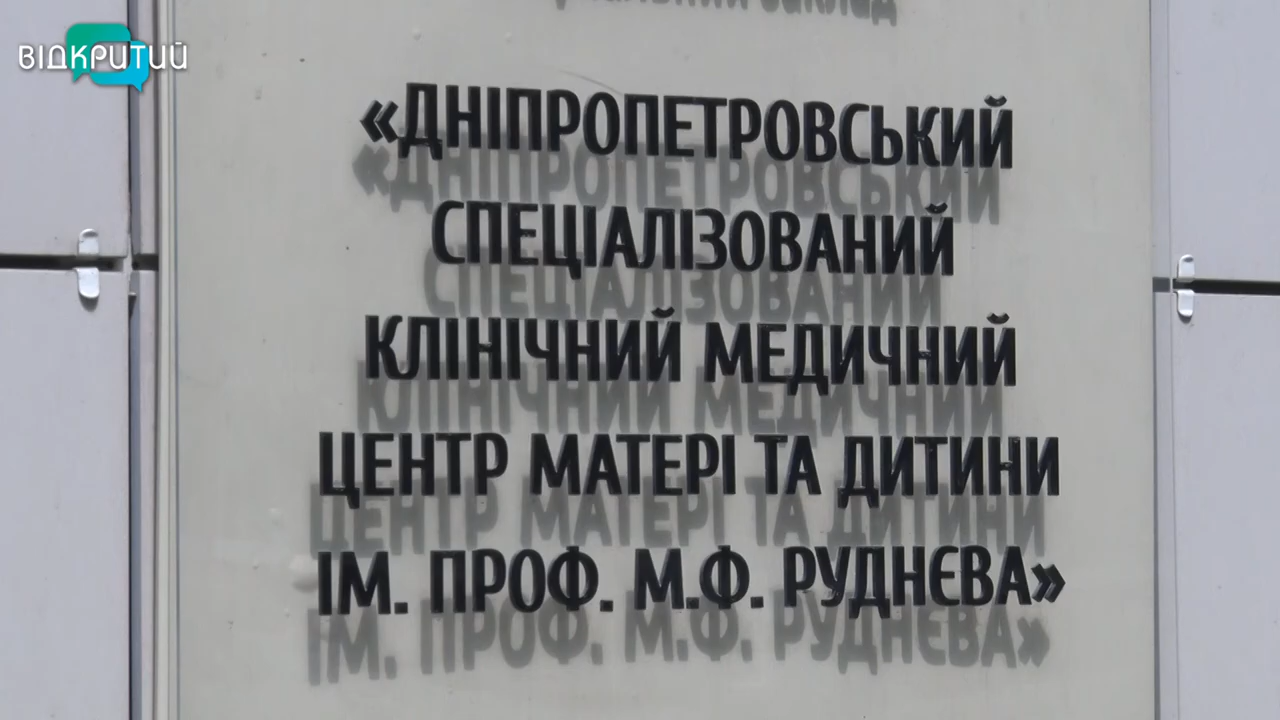 ВІДКРИТИЙ
«ДНІПРОПЕТРОВСЬКИЙ
СПЕЦІАЛІЗОВАНИЙ
КЛІНІЧНИЙ МЕДИЧНИЙ
ЦЕНТР МАТЕРІ ТА ДИТИНИ
ІМ. ПРОФ. М.Ф. РУДНЄВА»